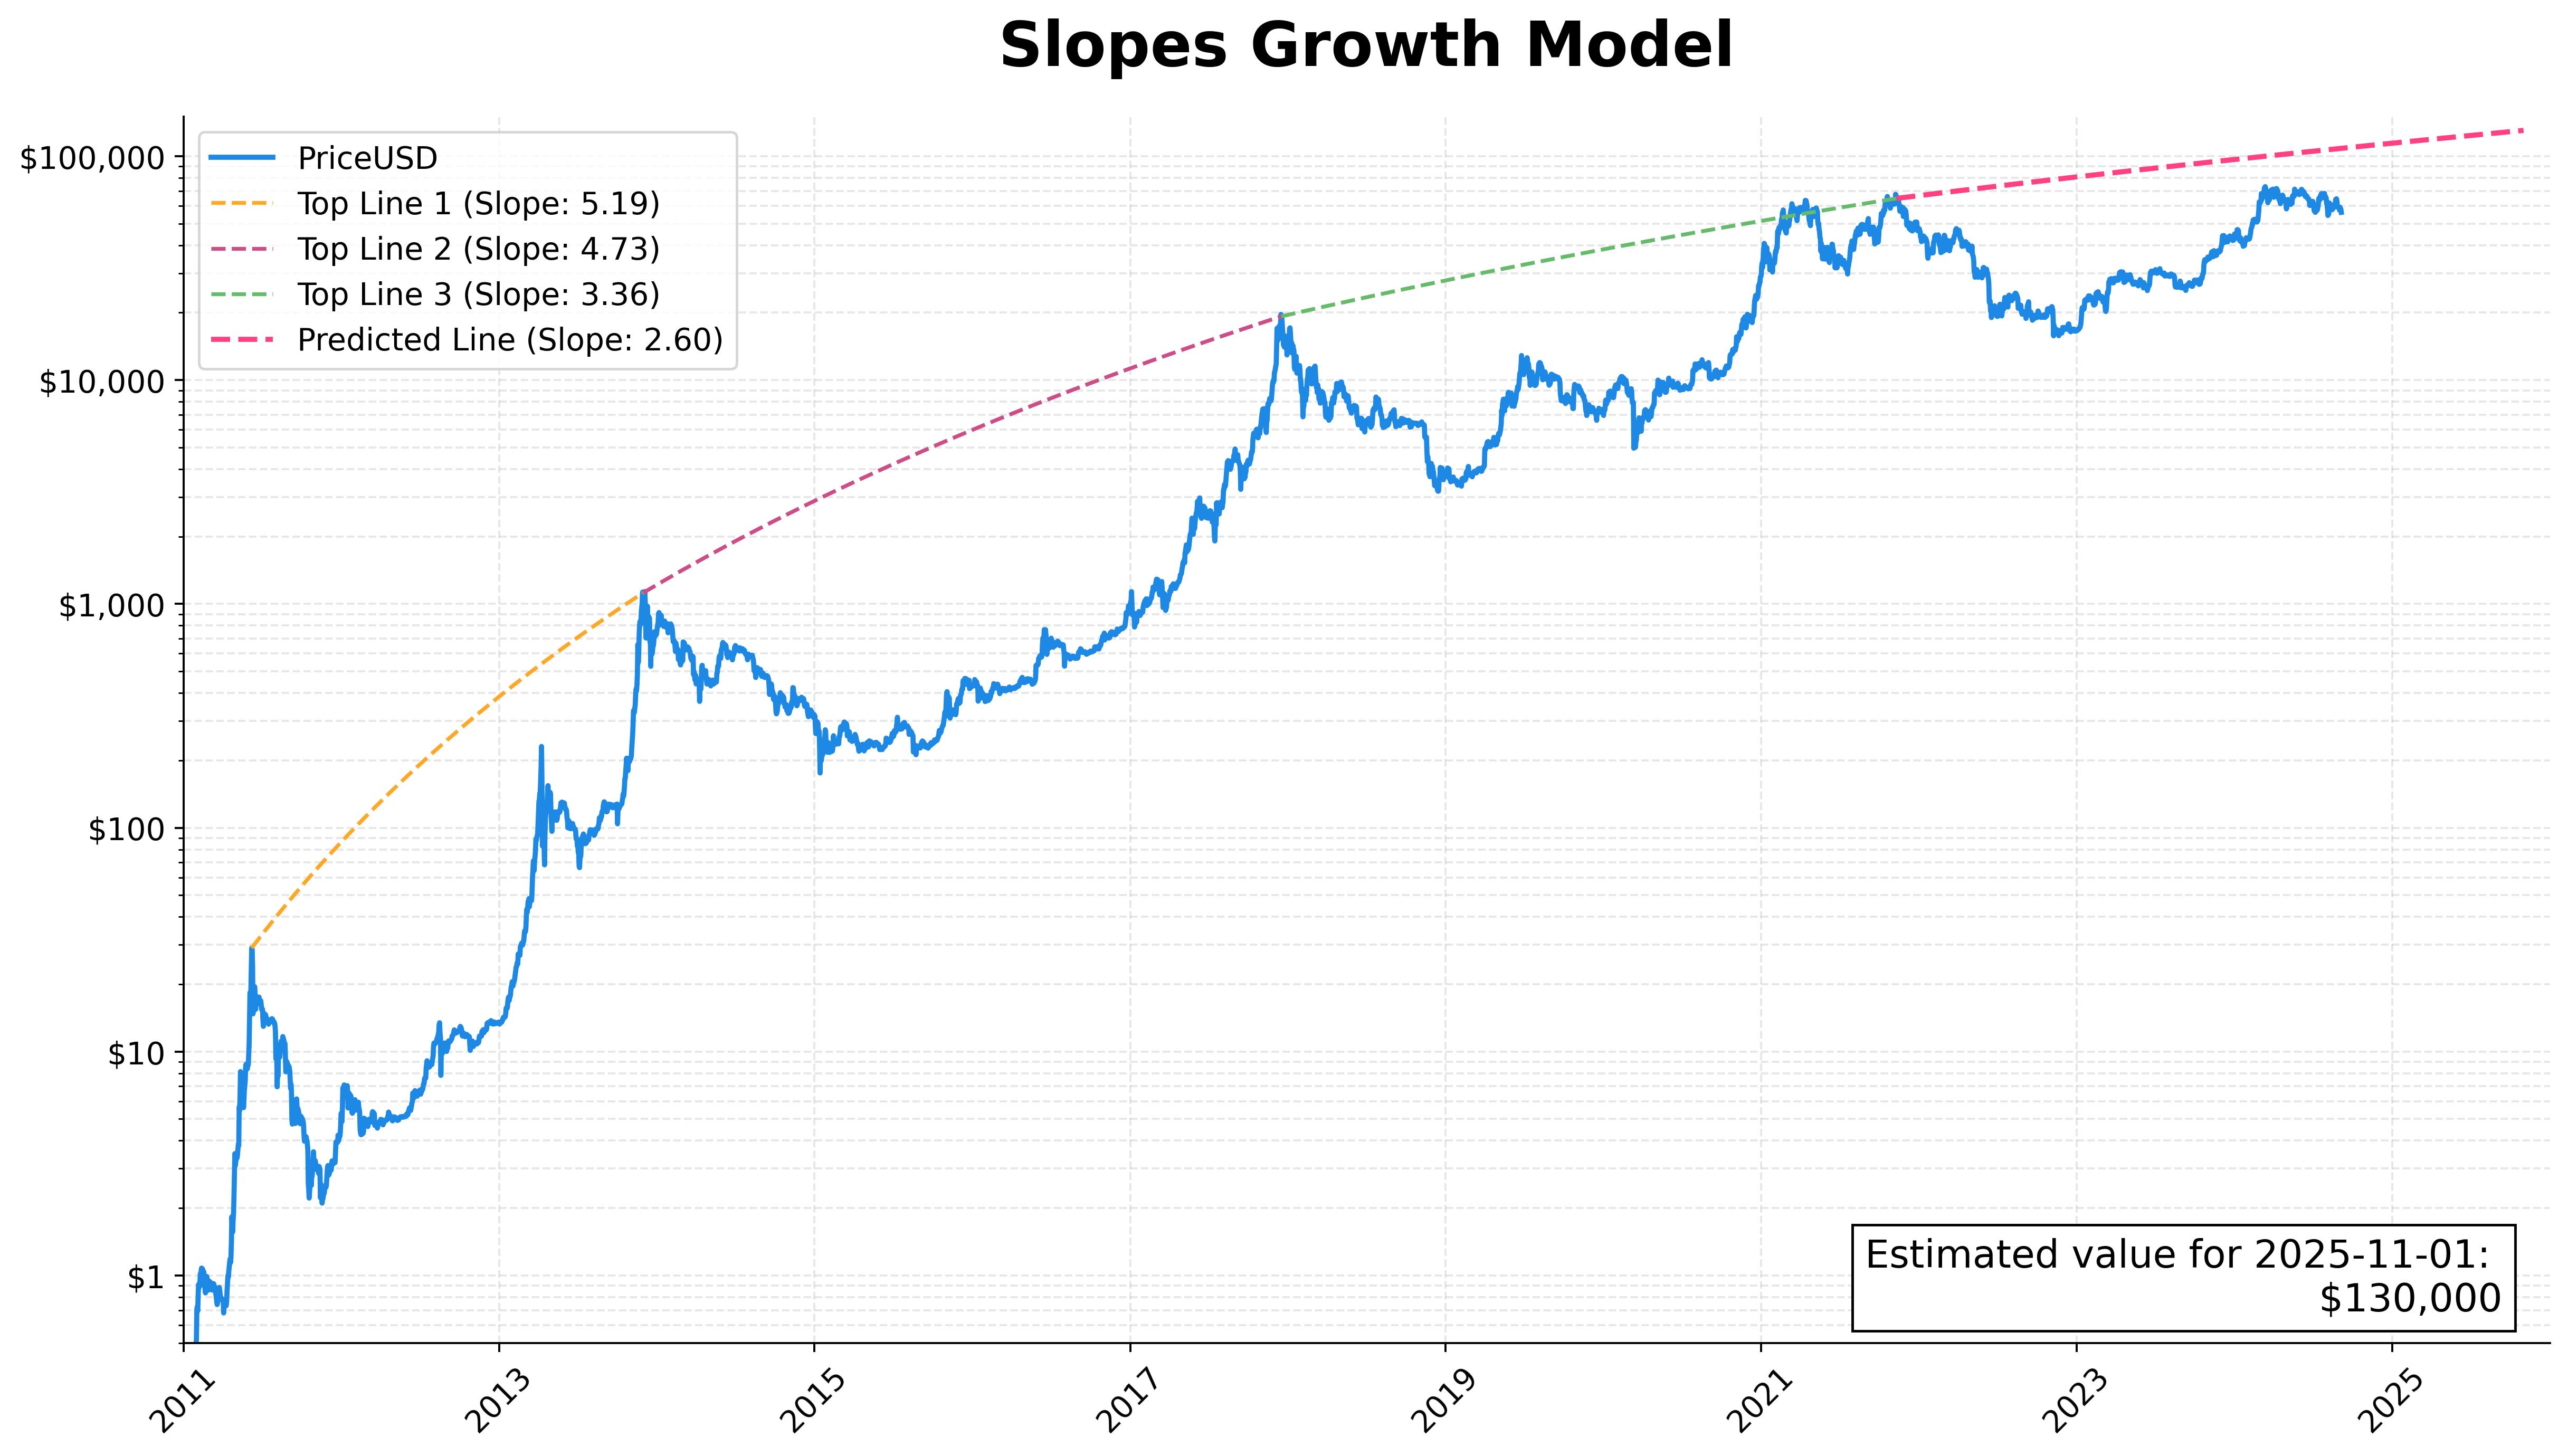 Slopes Growth Model
PriceUSD
Top Line 1 (Slope: 5.19)
Top Line 2 (Slope: 4.73)
Top Line 3 (Slope: 3.36)
Predicted Line (Slope: 2.60)
$100,000
$10,000
$1,000
$100
$10
$1
Estimated value for 2025-11-01:
$130,000
2011
2013
2015
2017
2019
2021
2023
2025